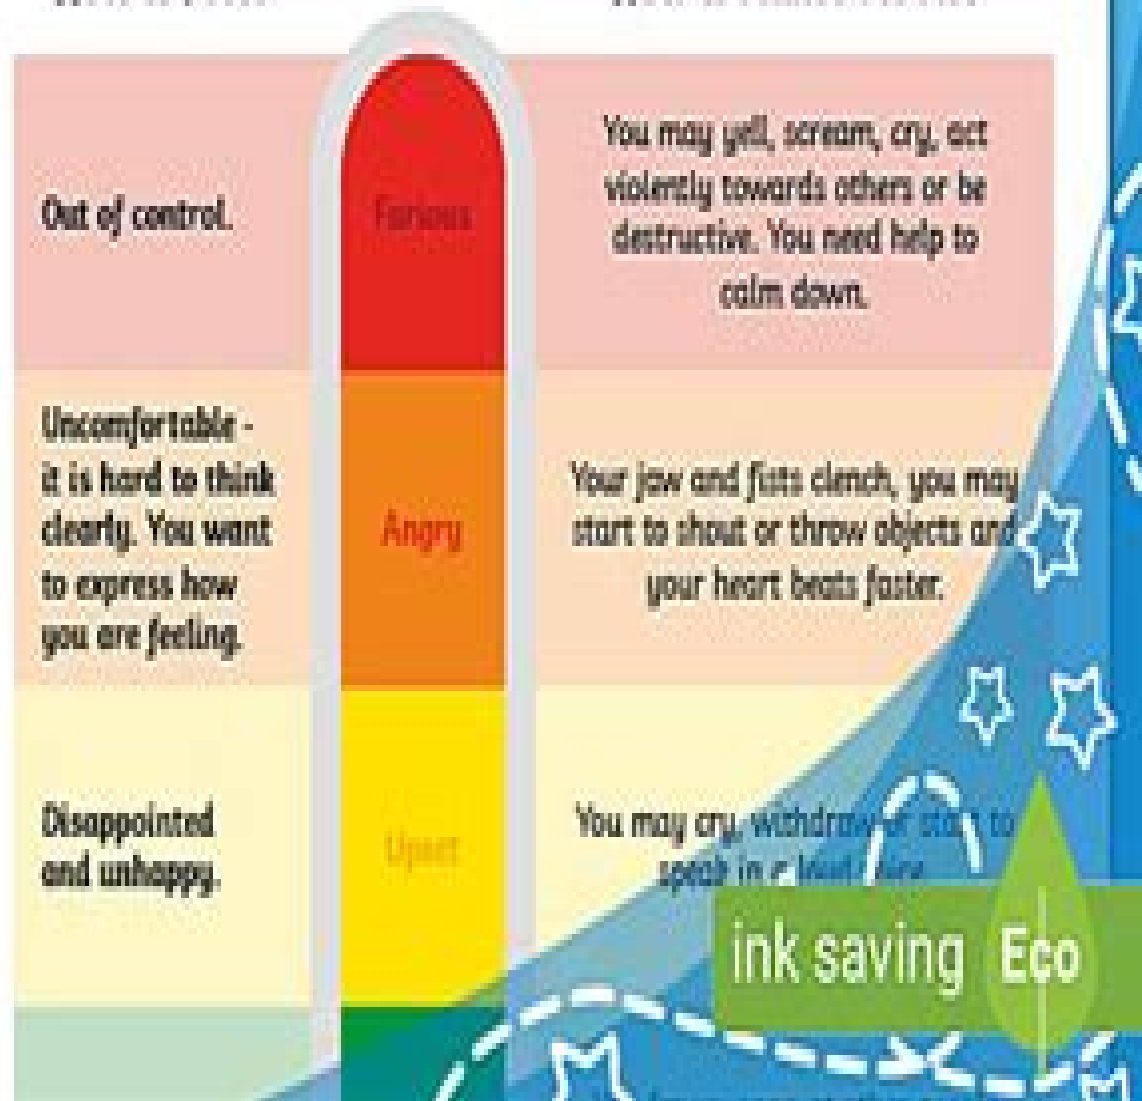 Out of control.
Furious
You may yell, scream, cry, act
violently towards others or be
destructive. You need help to
calm down.
Uncomfortable -
it is hard to think
clearly. You want
to express how
you are feeling.
Angry
Your jaw and fists clench, you may
start to shout or throw objects and
your heart beats faster.
Disappointed
and unhappy.
Upset
You may cry, withdraw or start to
speak in a loud voice.
ink saving Eco